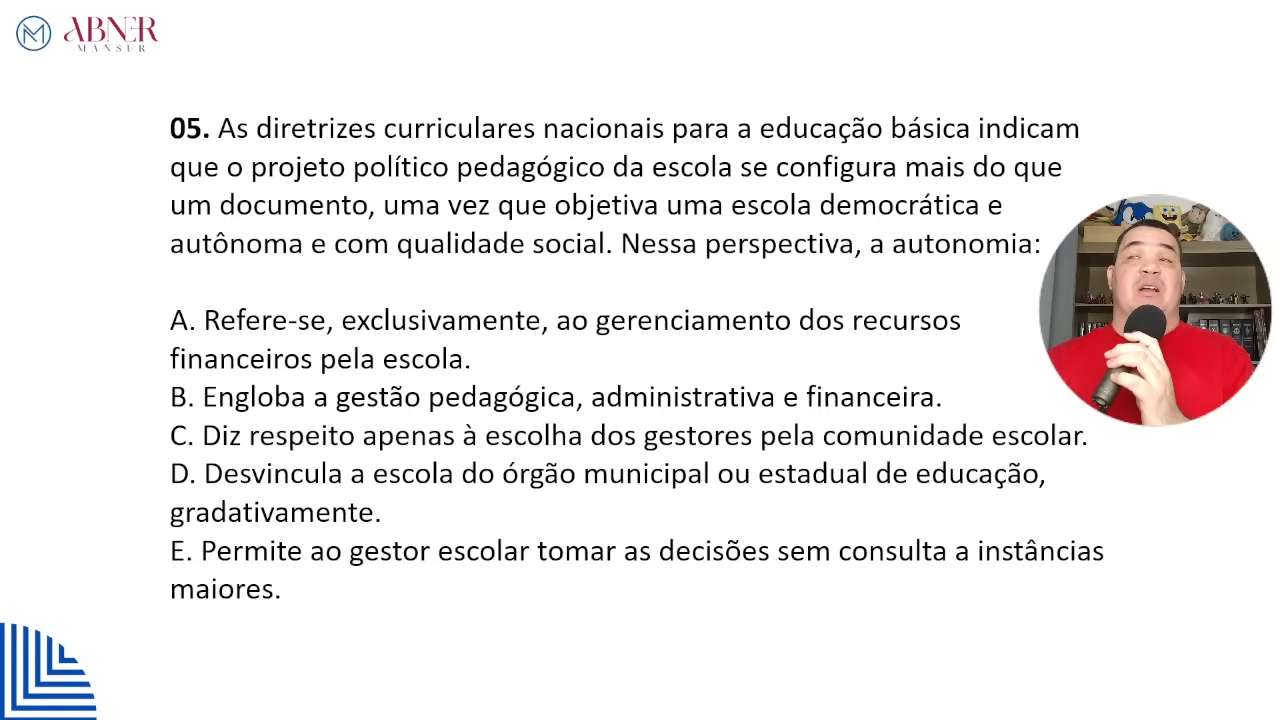 ABNER
MANSUR
05. As diretrizes curriculares nacionais para a educação básica indicam
que o projeto político pedagógico da escola se configura mais do que
um documento, uma vez que objetiva uma escola democrática e
autônoma e com qualidade social. Nessa perspectiva, a autonomia:
A. Refere-se, exclusivamente, ao gerenciamento dos recursos
financeiros pela escola.
B. Engloba a gestão pedagógica, administrativa e financeira.
C. Diz respeito apenas à escolha dos gestores pela comunidade escolar.
D. Desvincula a escola do órgão municipal ou estadual de educação,
gradativamente.
E. Permite ao gestor escolar tomar as decisões sem consulta a instâncias
maiores.